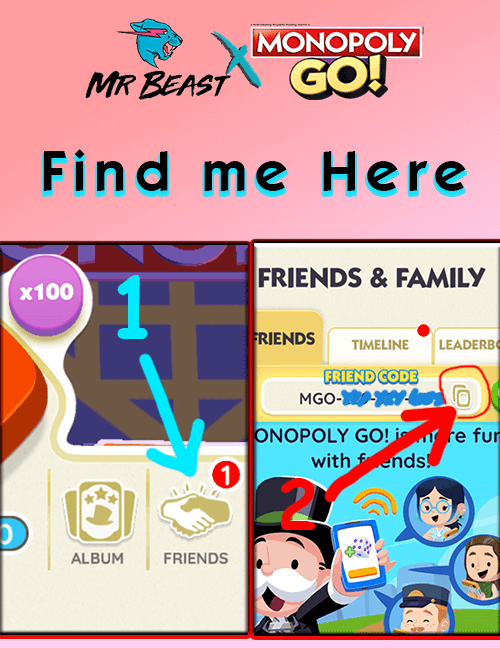 MR BEAST X MONOPOLY GO!
Find me Here
x100
1
1
ALBUM
FRIENDS
FRIENDS & FAMILY
FRIENDS
TIMELINE
LEADERBO
FRIEND CODE
MGO-
ONOPOLY GO! is more fun
with friends!
2